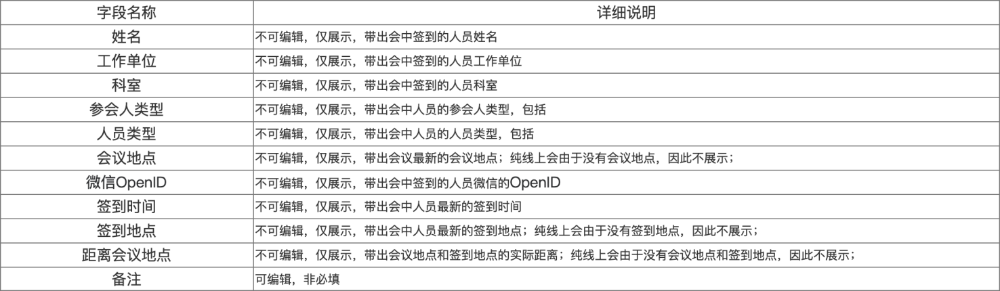 字段名称 详细说明
姓名 不可编辑，仅展示，带出会中签到的人员姓名
工作单位 不可编辑，仅展示，带出会中签到的人员工作单位
科室 不可编辑，仅展示，带出会中签到的人员科室
参会人类型 不可编辑，仅展示，带出会中人员的参会人类型，包括
人员类型 不可编辑，仅展示，带出会中人员的人员类型，包括
会议地点 不可编辑，仅展示，带出会议最新的会议地点；纯线上会由于没有会议地点，因此不展示；
微信OpenID 不可编辑，仅展示，带出会中签到的人员微信的OpenID
签到时间 不可编辑，仅展示，带出会中人员最新的签到时间
签到地点 不可编辑，仅展示，带出会中人员最新的签到地点；纯线上会由于没有签到地点，因此不展示；
距离会议地点 不可编辑，仅展示，带出会议地点和签到地点的实际距离；纯线上会由于没有会议地点和签到地点，因此不展示；
备注 可编辑，非必填